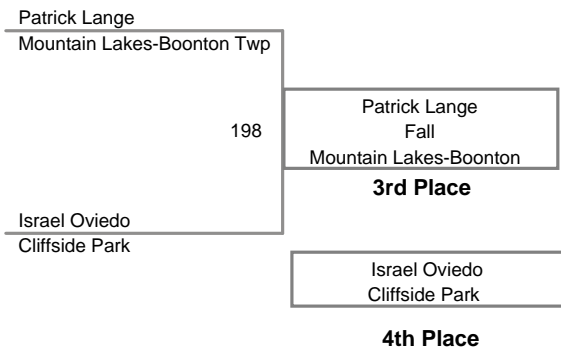 Patrick Lange
Mountain Lakes-Boonton Twp
198
Patrick Lange
Fall
Mountain Lakes-Boonton
3rd Place
Israel Oviedo
Cliffside Park
Israel Oviedo
Cliffside Park
4th Place